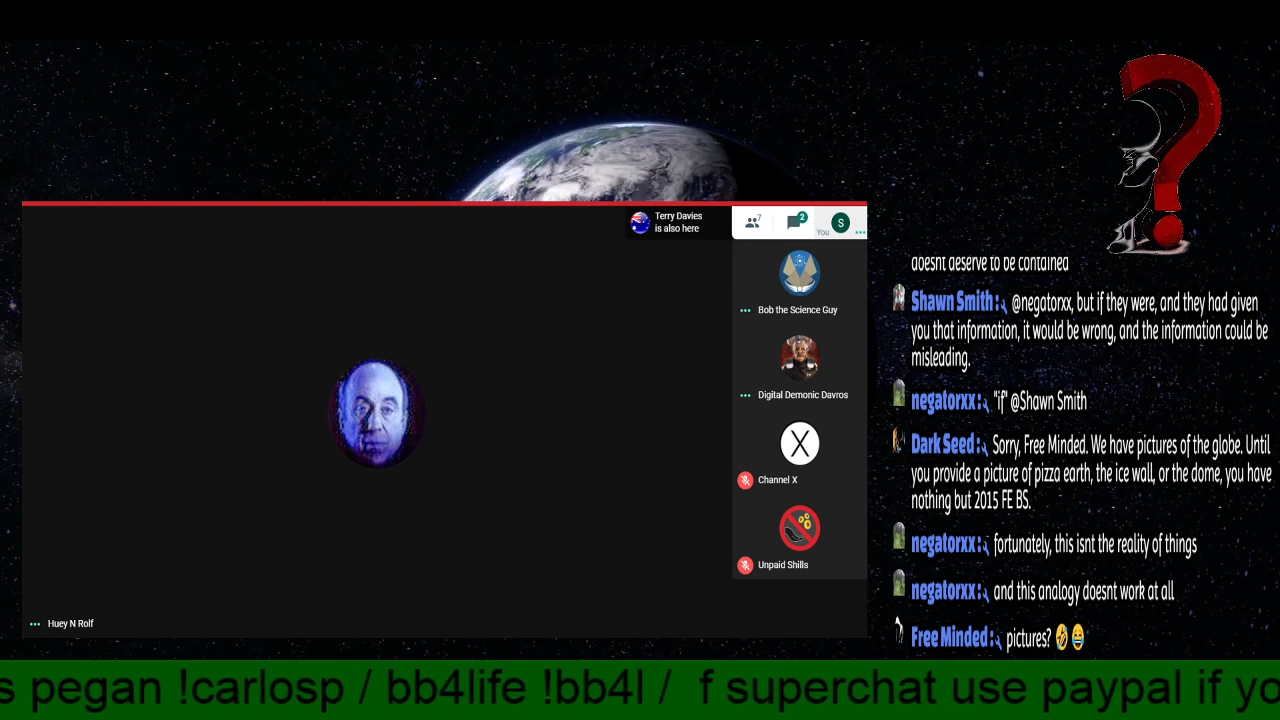 Terry Davies
is also here
7
2
You
S
Bob the Science Guy
Digital Demonic Davros
X
Channel X
Unpaid Shills
Huey N Rolf
doesnt deserve to be contained
Shawn Smith: @negatorxx, but if they were, and they had given
you that information, it would be wrong, and the information could be
misleading.
negatorxx: "if" @Shawn Smith
Dark Seed: Sorry, Free Minded. We have pictures of the globe. Until
you provide a picture of pizza earth, the ice wall, or the dome, you have
nothing but 2015 FE BS.
negatorxx: fortunately, this isnt the reality of things
negatorxx: and this analogy doesnt work at all
Free Minded: pictures? 🤣😂
s pegan !carlosp / bb4life !bb4l / f superchat use paypal if yo